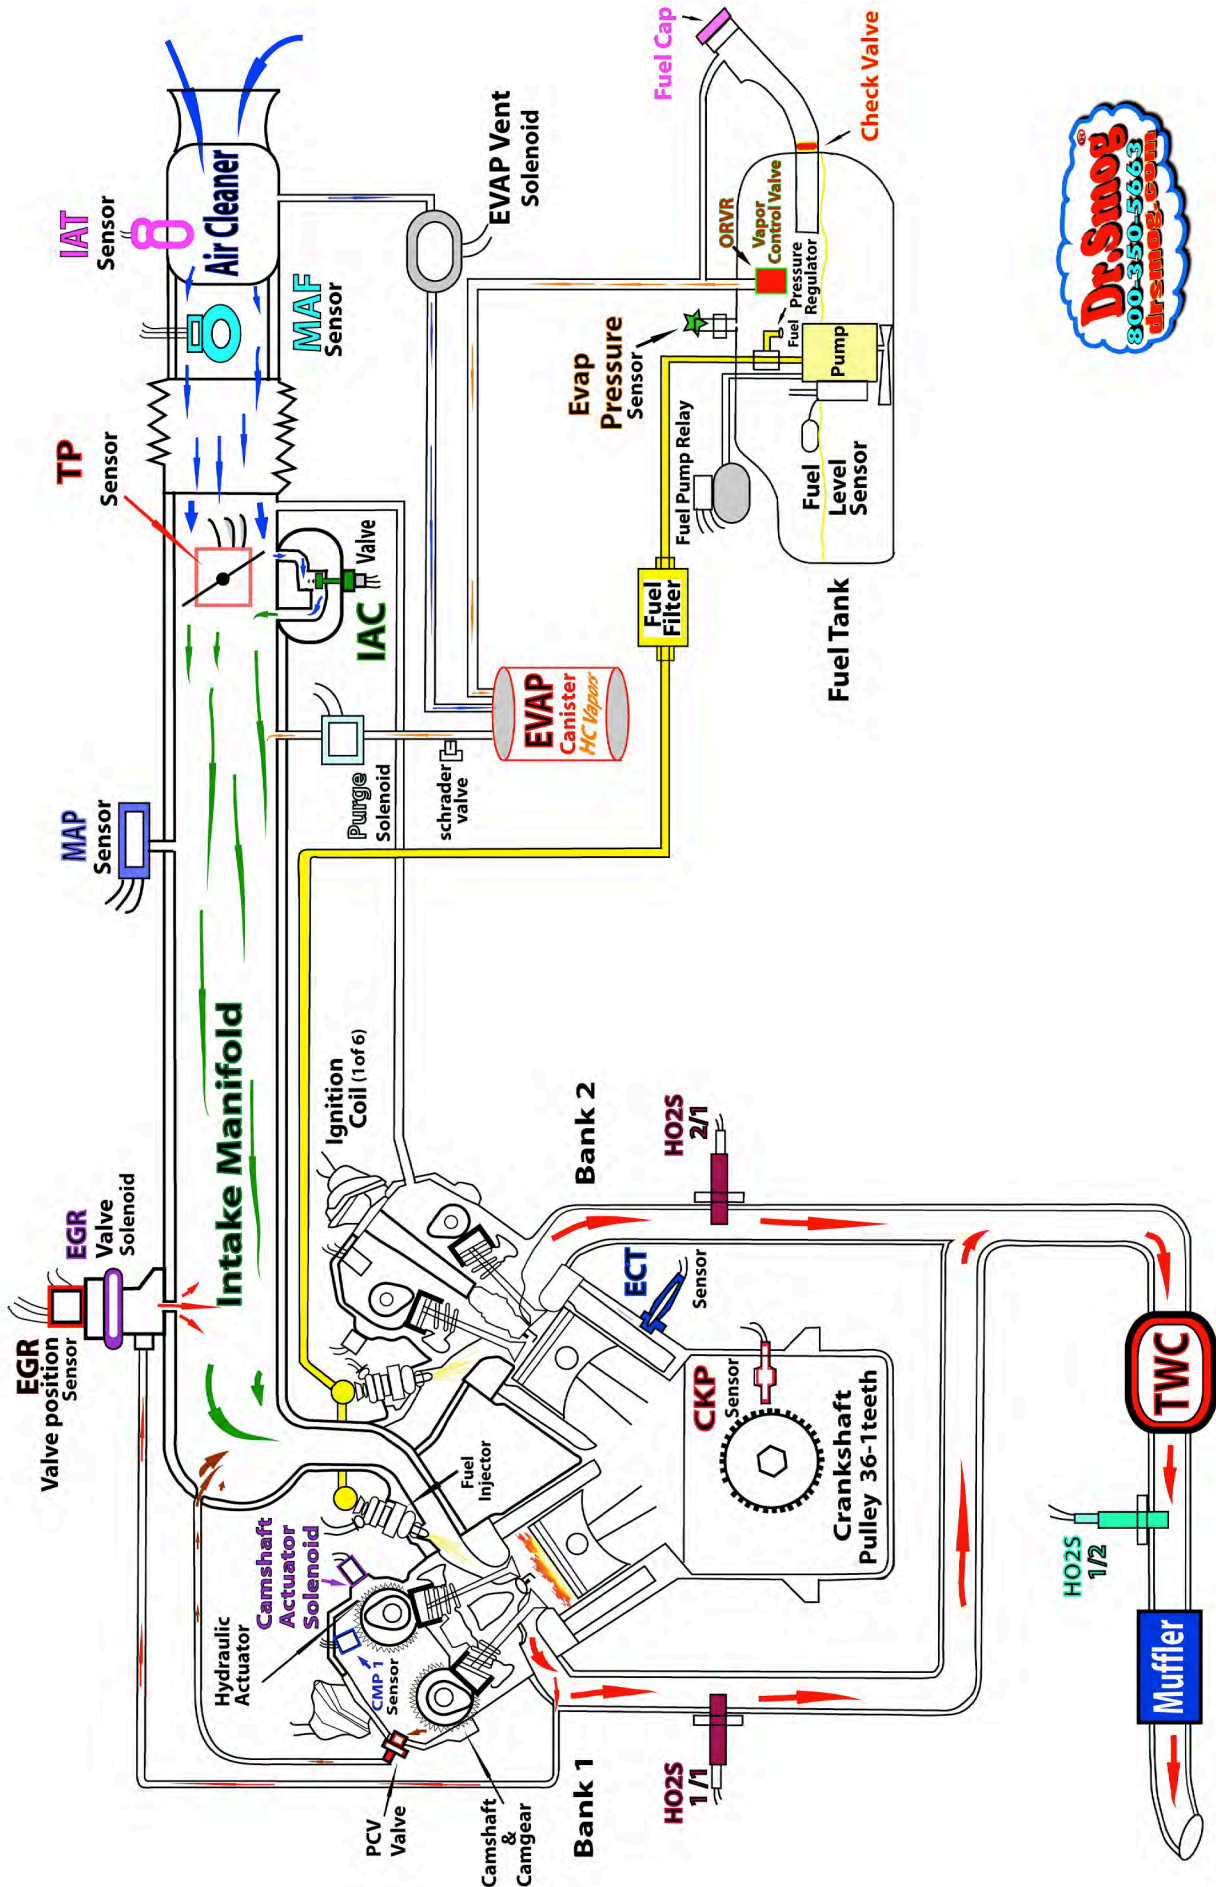 EGR
Valve position
Sensor
EGR
Valve
Solenoid
MAP
Sensor
TP
Sensor
IAT
Sensor
Air Cleaner
MAF
Sensor
Intake Manifold
IAC
Valve
EVAP Vent
Solenoid
Purge
Solenoid
schrader
valve
EVAP
Canister
HC Vapors
Ignition
Coil (1of 6)
Hydraulic
Actuator
Camshaft
Actuator
Solenoid
CMP 1
Sensor
PCV
Valve
Camshaft
&
Camgear
Fuel
Injector
Bank 1
Bank 2
Evap
Pressure
Sensor
Fuel Cap
Check Valve
ORVR
Vapor
Control Valve
Fuel Pressure
Regulator
Pump
Fuel Pump Relay
Fuel
Level
Sensor
Fuel
Filter
Fuel Tank
HO2S
1/1
HO2S
2/1
ECT
Sensor
CKP
Sensor
Crankshaft
Pulley 36-1teeth
HO2S
1/2
TWC
Muffler
Dr.Smog®
800-350-5663
drsmog.com